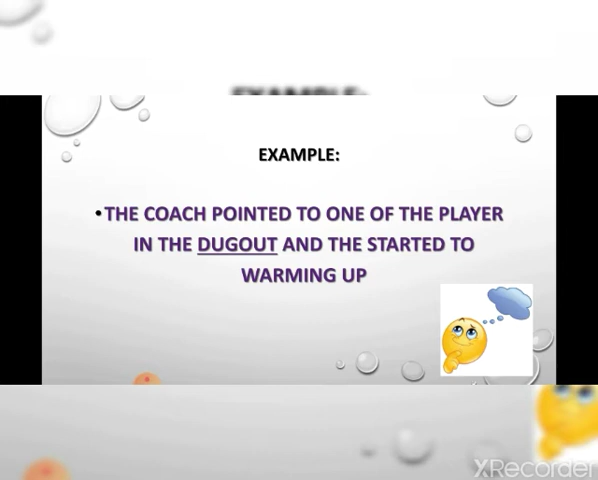 EXAMPLE:
EXAMPLE:
• THE COACH POINTED TO ONE OF THE PLAYER
IN THE DUGOUT AND THE STARTED TO
WARMING UP
XRecorder